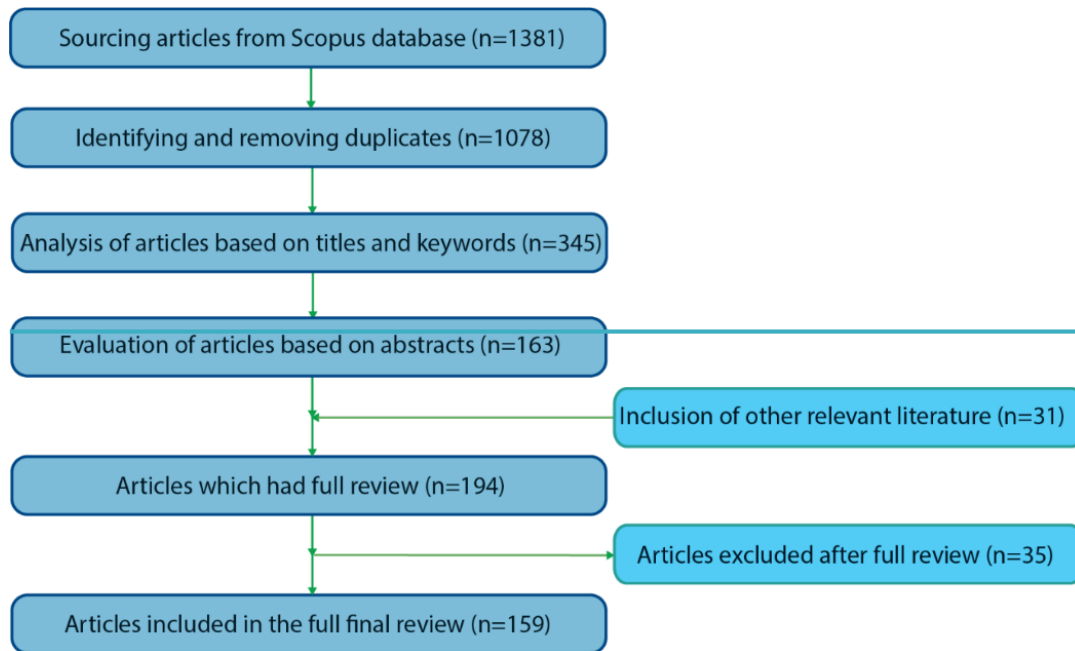 Sourcing articles from Scopus database (n=1381)
Identifying and removing duplicates (n=1078)
Analysis of articles based on titles and keywords (n=345)
Evaluation of articles based on abstracts (n=163)
Inclusion of other relevant literature (n=31)
Articles which had full review (n=194)
Articles excluded after full review (n=35)
Articles included in the full final review (n=159)